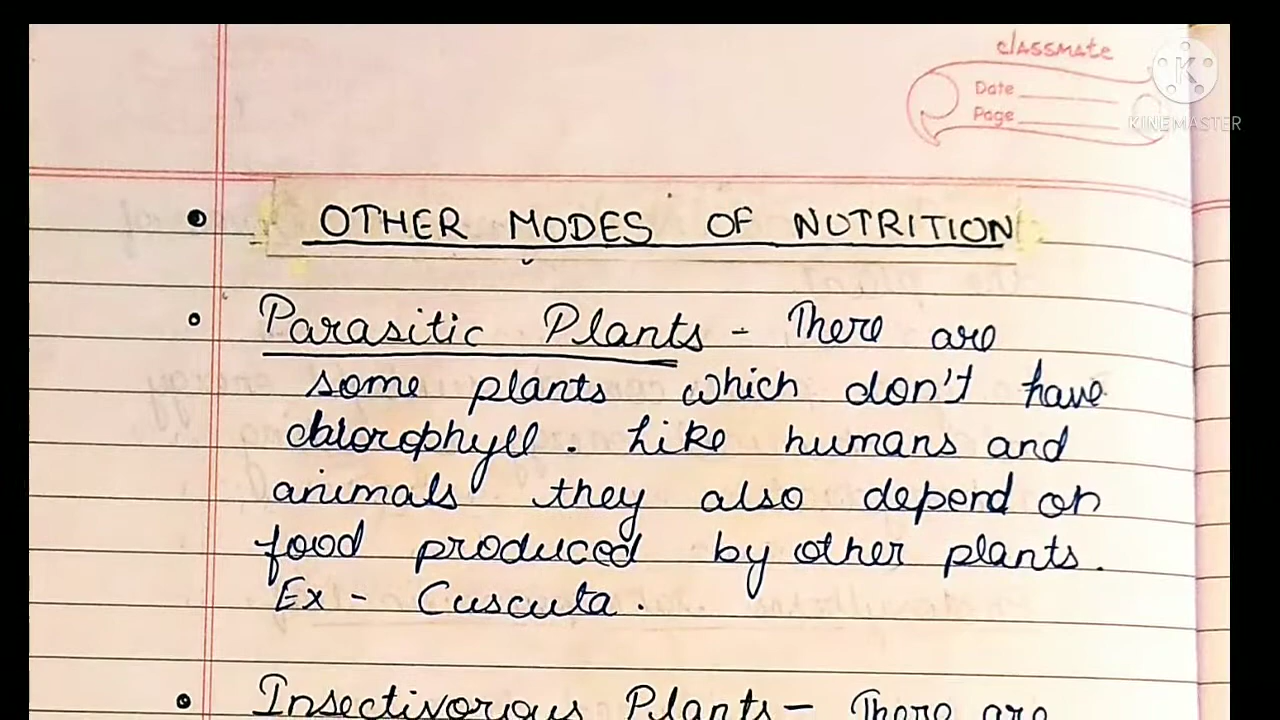 classmate
Date
Page
KINEMASTER
• OTHER MODES OF NUTRITION
• Parasitic Plants - There are
some plants which don't have
chlorophyll. Like humans and
animals they also depend on
food produced by other plants.
Ex - Cuscuta.
• Insectivorous Plants - There are